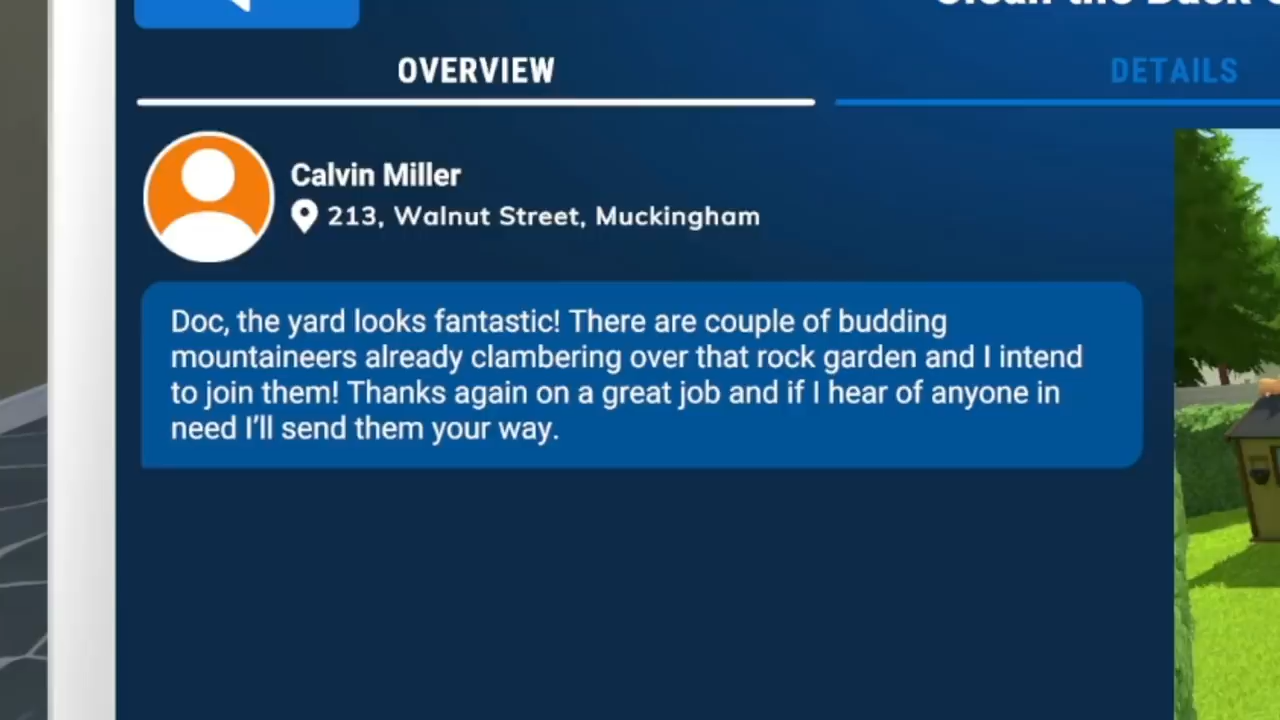 OVERVIEW
DETAILS
Calvin Miller
213, Walnut Street, Muckingham
Doc, the yard looks fantastic! There are couple of budding
mountaineers already clambering over that rock garden and I intend
to join them! Thanks again on a great job and if I hear of anyone in
need I'll send them your way.